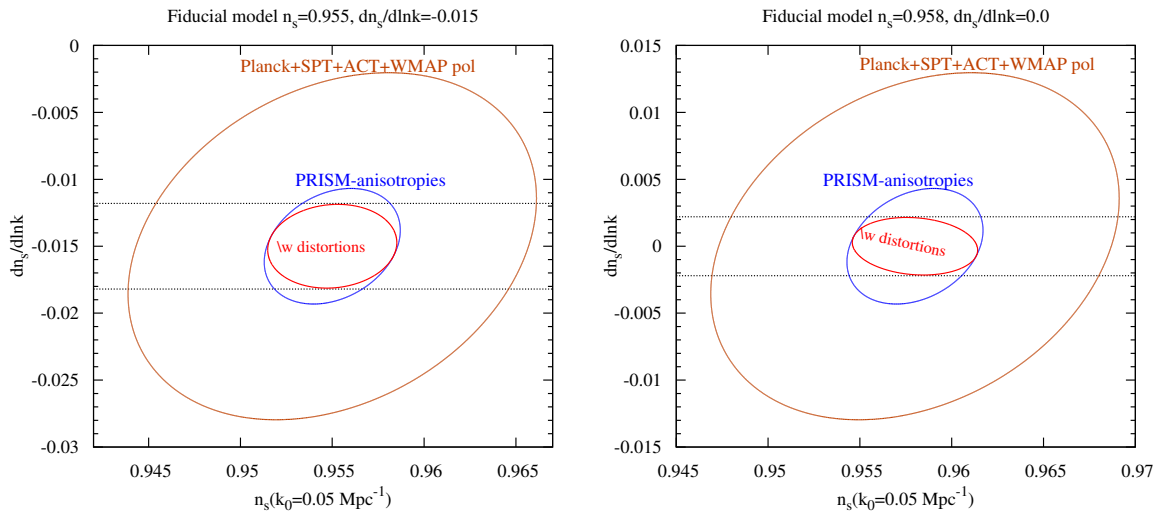 Fiducial model n_s=0.955, dn_s/dlnk=-0.015
0
-0.005
-0.01
-0.015
-0.02
-0.025
-0.03
dn_s/dlnk
Planck+SPT+ACT+WMAP pol
PRISM-anisotropies
\w distortions
0.945
0.95
0.955
0.96
0.965
n_s(k_0=0.05 Mpc^-1)
Fiducial model n_s=0.958, dn_s/dlnk=0.0
0.015
0.01
0.005
0
-0.005
-0.01
-0.015
dn_s/dlnk
Planck+SPT+ACT+WMAP pol
PRISM-anisotropies
\w distortions
0.945
0.95
0.955
0.96
0.965
0.97
n_s(k_0=0.05 Mpc^-1)